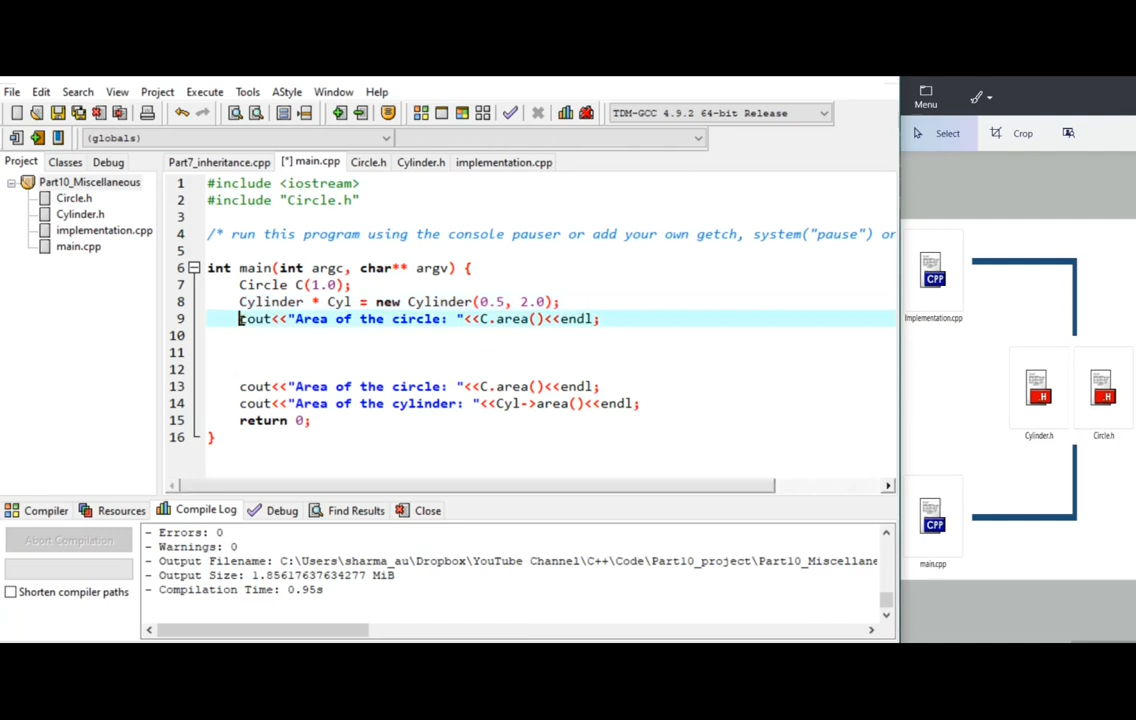 File Edit Search View Project Execute Tools AStyle Window Help
Menu
TDM-GCC 4.9.2 64-bit Release
Select Crop
(globals)
Project Classes Debug
Part7_inheritance.cpp [*] main.cpp Circle.h Cylinder.h implementation.cpp
Part10_Miscellaneous
Circle.h
Cylinder.h
implementation.cpp
main.cpp
1 #include <iostream>
2 #include "Circle.h"
3
4 /* run this program using the console pauser or add your own getch, system("pause") or
5
6 int main(int argc, char** argv) {
7 Circle C(1.0);
8 Cylinder * Cyl = new Cylinder(0.5, 2.0);
9 cout<<"Area of the circle: "<<C.area()<<endl;
10
11
12
13 cout<<"Area of the circle: "<<C.area()<<endl;
14 cout<<"Area of the cylinder: "<<Cyl->area()<<endl;
15 return 0;
16 }
CPP
Implementation.cpp
.H .H
Cylinder.h Circle.h
CPP
main.cpp
Compiler Resources Compile Log Debug Find Results Close
Abort Compilation
Shorten compiler paths
- Errors: 0
- Warnings: 0
- Output Filename: C:\Users\sharma_au\Dropbox\YouTube Channel\C++\Code\Part10_project\Part10_Miscellane
- Output Size: 1.85617637634277 MiB
- Compilation Time: 0.95s